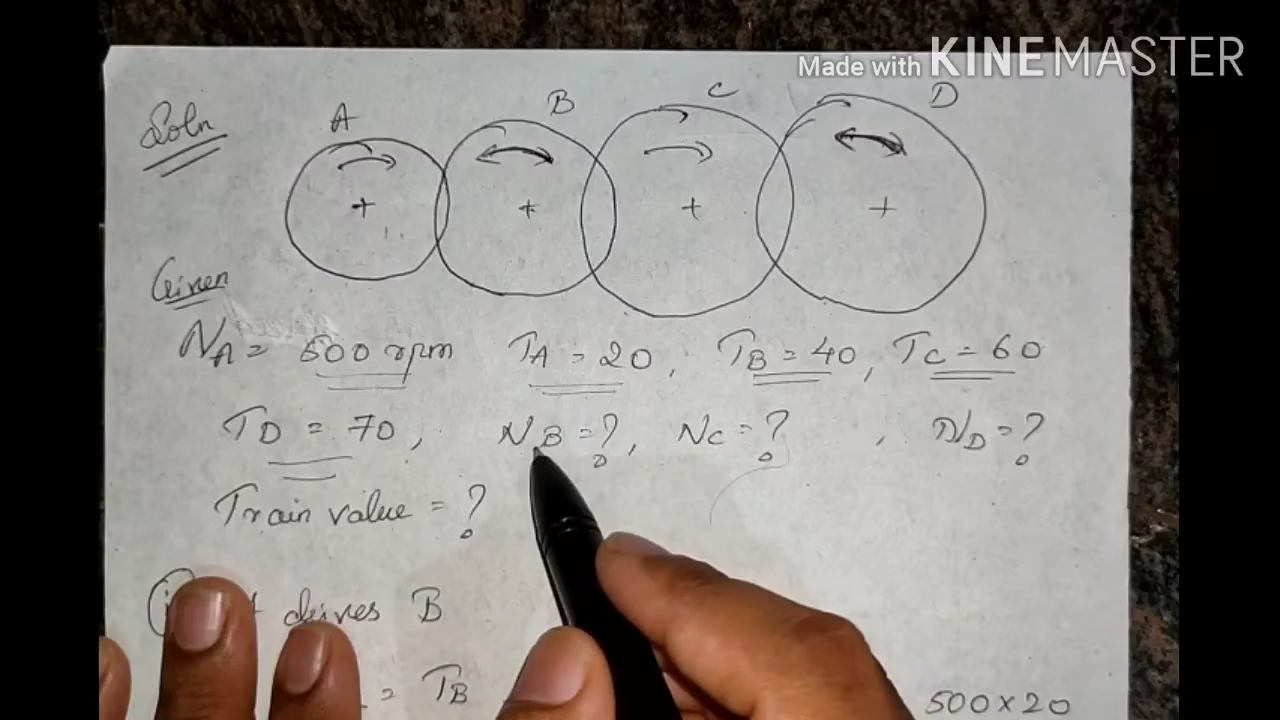 Made with KINEMASTER
Soln
A B C D
Given
NA = 500 rpm TA = 20, TB = 40, TC = 60
TD = 70, NB = ?, NC = ?, ND = ?
Train value = ?
drives B
= TB
500 × 20